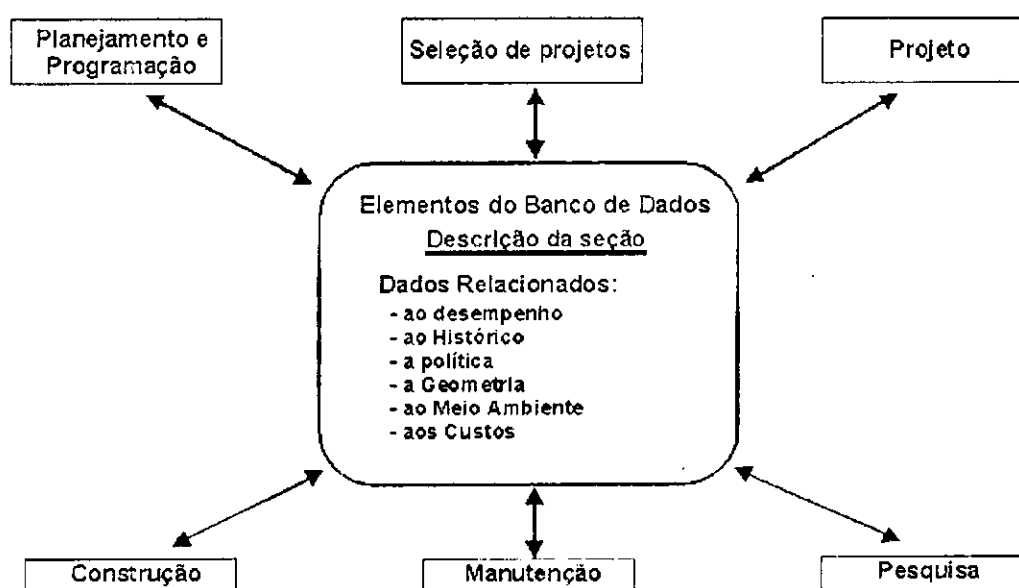 Planejamento e
Programação
Seleção de projetos
Projeto
Elementos do Banco de Dados
Descrição da seção
Dados Relacionados:
- ao desempenho
- ao Histórico
- a política
- a Geometria
- ao Meio Ambiente
- aos Custos
Construção
Manutenção
Pesquisa